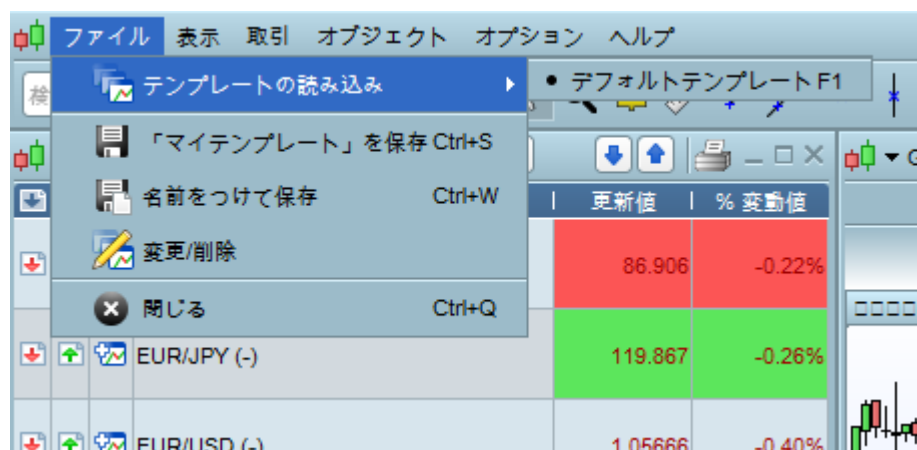 ファイル 表示 取引 オブジェクト オプション ヘルプ
テンプレートの読み込み
• デフォルトテンプレート F1
「マイテンプレート」を保存 Ctrl+S
名前をつけて保存 Ctrl+W
更新値 % 変動値
変更/削除
86.906 -0.22%
閉じる Ctrl+Q
EUR/JPY (-) 119.867 -0.26%
EUR/USD (-) 1.05666 -0.40%